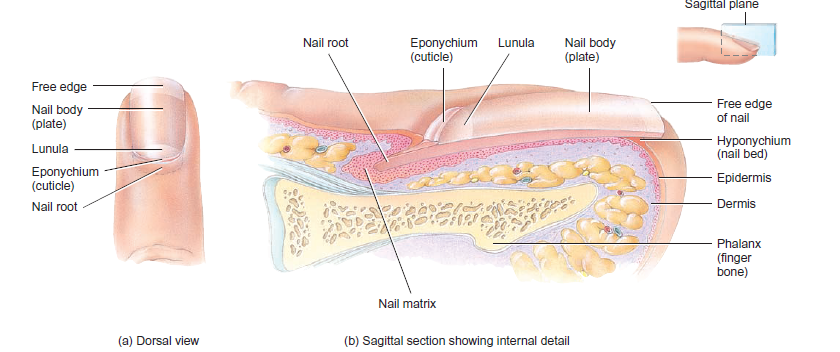 Sagittal plane
Nail root
Eponychium
(cuticle)
Lunula
Nail body
(plate)
Free edge
Nail body
(plate)
Lunula
Eponychium
(cuticle)
Nail root
Free edge
of nail
Hyponychium
(nail bed)
Epidermis
Dermis
Phalanx
(finger
bone)
Nail matrix
(a) Dorsal view
(b) Sagittal section showing internal detail